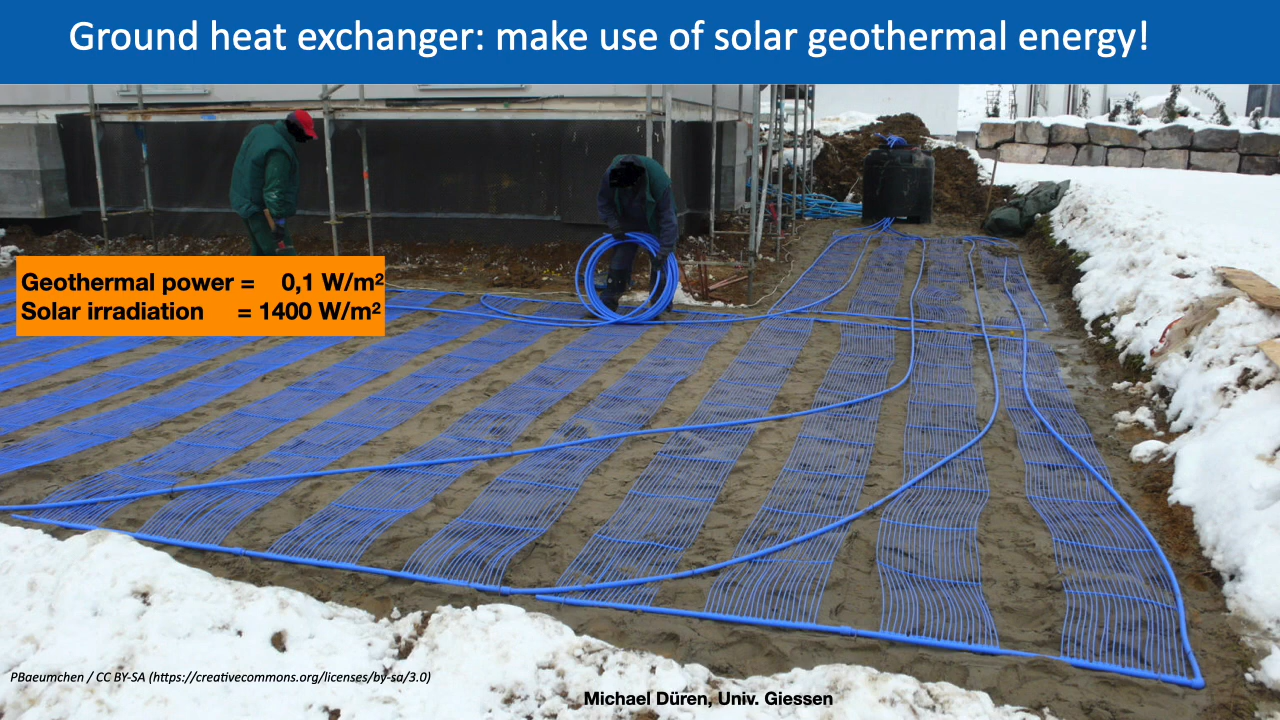 Ground heat exchanger: make use of solar geothermal energy!
Geothermal power = 0,1 W/m²
Solar irradiation = 1400 W/m²
PBaeumchen / CC BY-SA (https://creativecommons.org/licenses/by-sa/3.0)
Michael Düren, Univ. Giessen